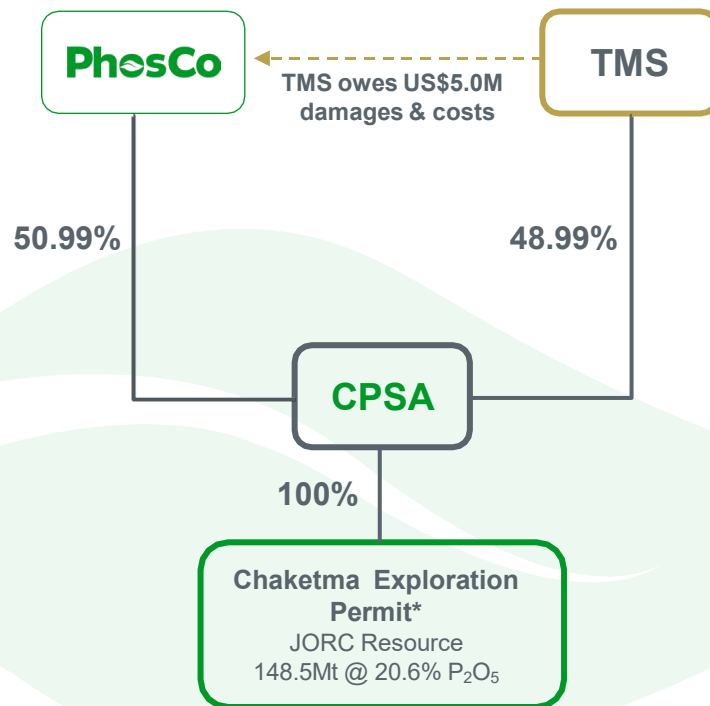 PhosCo
TMS
TMS owes US$5.0M
damages & costs
50.99%
48.99%
CPSA
100%
Chaketma Exploration
Permit*
JORC Resource
148.5Mt @ 20.6% P₂O₅